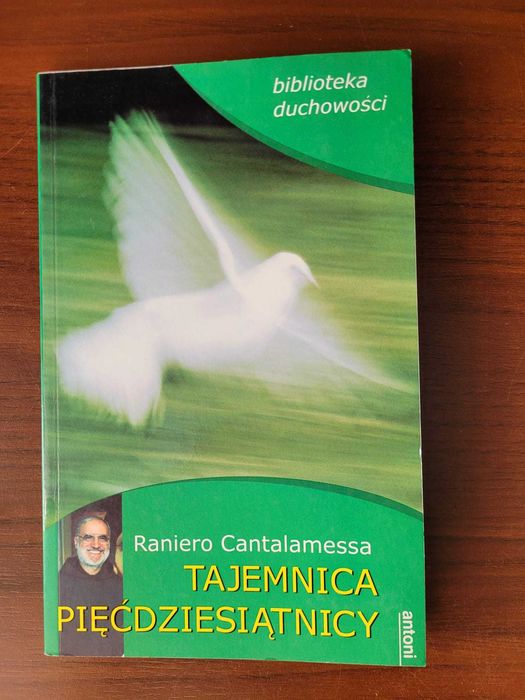 biblioteka
duchowości
Raniero Cantalamessa
TAJEMNICA
PIĘĆDZIESIĄTNICY
antoni